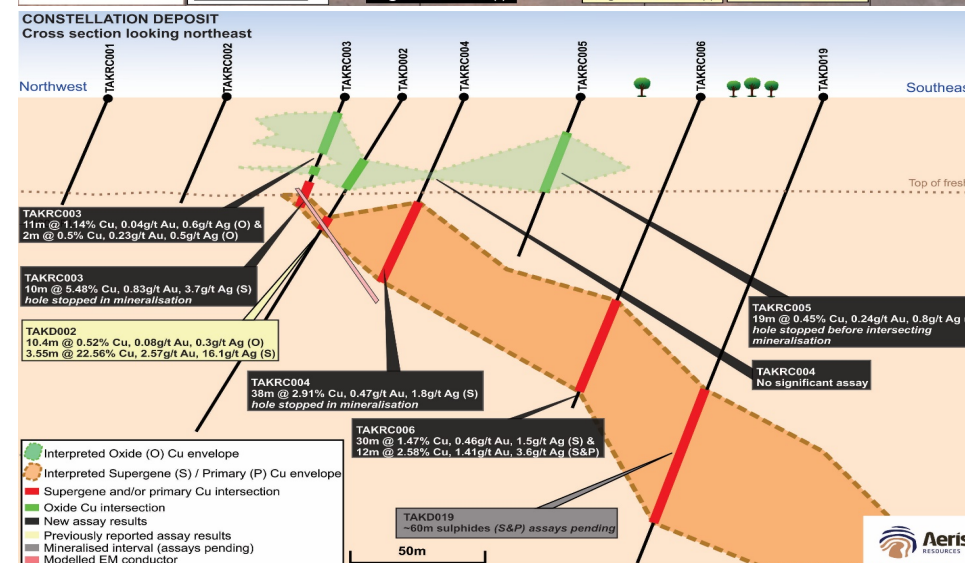 CONSTELLATION DEPOSIT
Cross section looking northeast
TAKRC001
TAKRC002
TAKRC003
TAKD002
TAKRC004
TAKRC005
TAKRC006
TAKD019
Northwest
Southeas
Top of fresh
TAKRC003
11m @ 1.14% Cu, 0.04g/t Au, 0.6g/t Ag (O) &
2m @ 0.5% Cu, 0.23g/t Au, 0.5g/t Ag (O)
TAKRC003
10m @ 5.48% Cu, 0.83g/t Au, 3.7g/t Ag (S)
hole stopped in mineralisation
TAKD002
10.4m @ 0.52% Cu, 0.08g/t Au, 0.3g/t Ag (O)
3.55m @ 22.56% Cu, 2.57g/t Au, 16.1g/t Ag (S)
TAKRC004
38m @ 2.91% Cu, 0.47g/t Au, 1.8g/t Ag (S)
hole stopped in mineralisation
TAKRC005
19m @ 0.45% Cu, 0.24g/t Au, 0.8g/t Ag
hole stopped before intersecting
mineralisation
TAKRC004
No significant assay
TAKRC006
30m @ 1.47% Cu, 0.46g/t Au, 1.5g/t Ag (S) &
12m @ 2.58% Cu, 1.41g/t Au, 3.6g/t Ag (S&P)
TAKD019
~60m sulphides (S&P) assays pending
Interpreted Oxide (O) Cu envelope
Interpreted Supergene (S) / Primary (P) Cu envelope
Supergene and/or primary Cu intersection
Oxide Cu intersection
New assay results
Previously reported assay results
Mineralised interval (assays pending)
Modelled EM conductor
50m
Aeris
RESOURCES